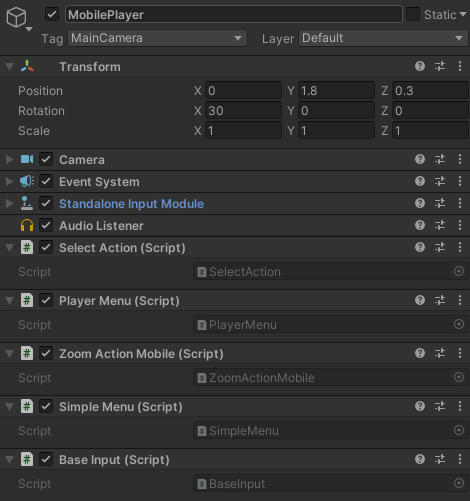 MobilePlayer Static
Tag MainCamera Layer Default
Transform
Position X 0 Y 1.8 Z 0.3
Rotation X 30 Y 0 Z 0
Scale X 1 Y 1 Z 1
Camera
Event System
Standalone Input Module
Audio Listener
# Select Action (Script)
Script # SelectAction
# Player Menu (Script)
Script # PlayerMenu
# Zoom Action Mobile (Script)
Script # ZoomActionMobile
# Simple Menu (Script)
Script # SimpleMenu
# Base Input (Script)
Script # BaseInput